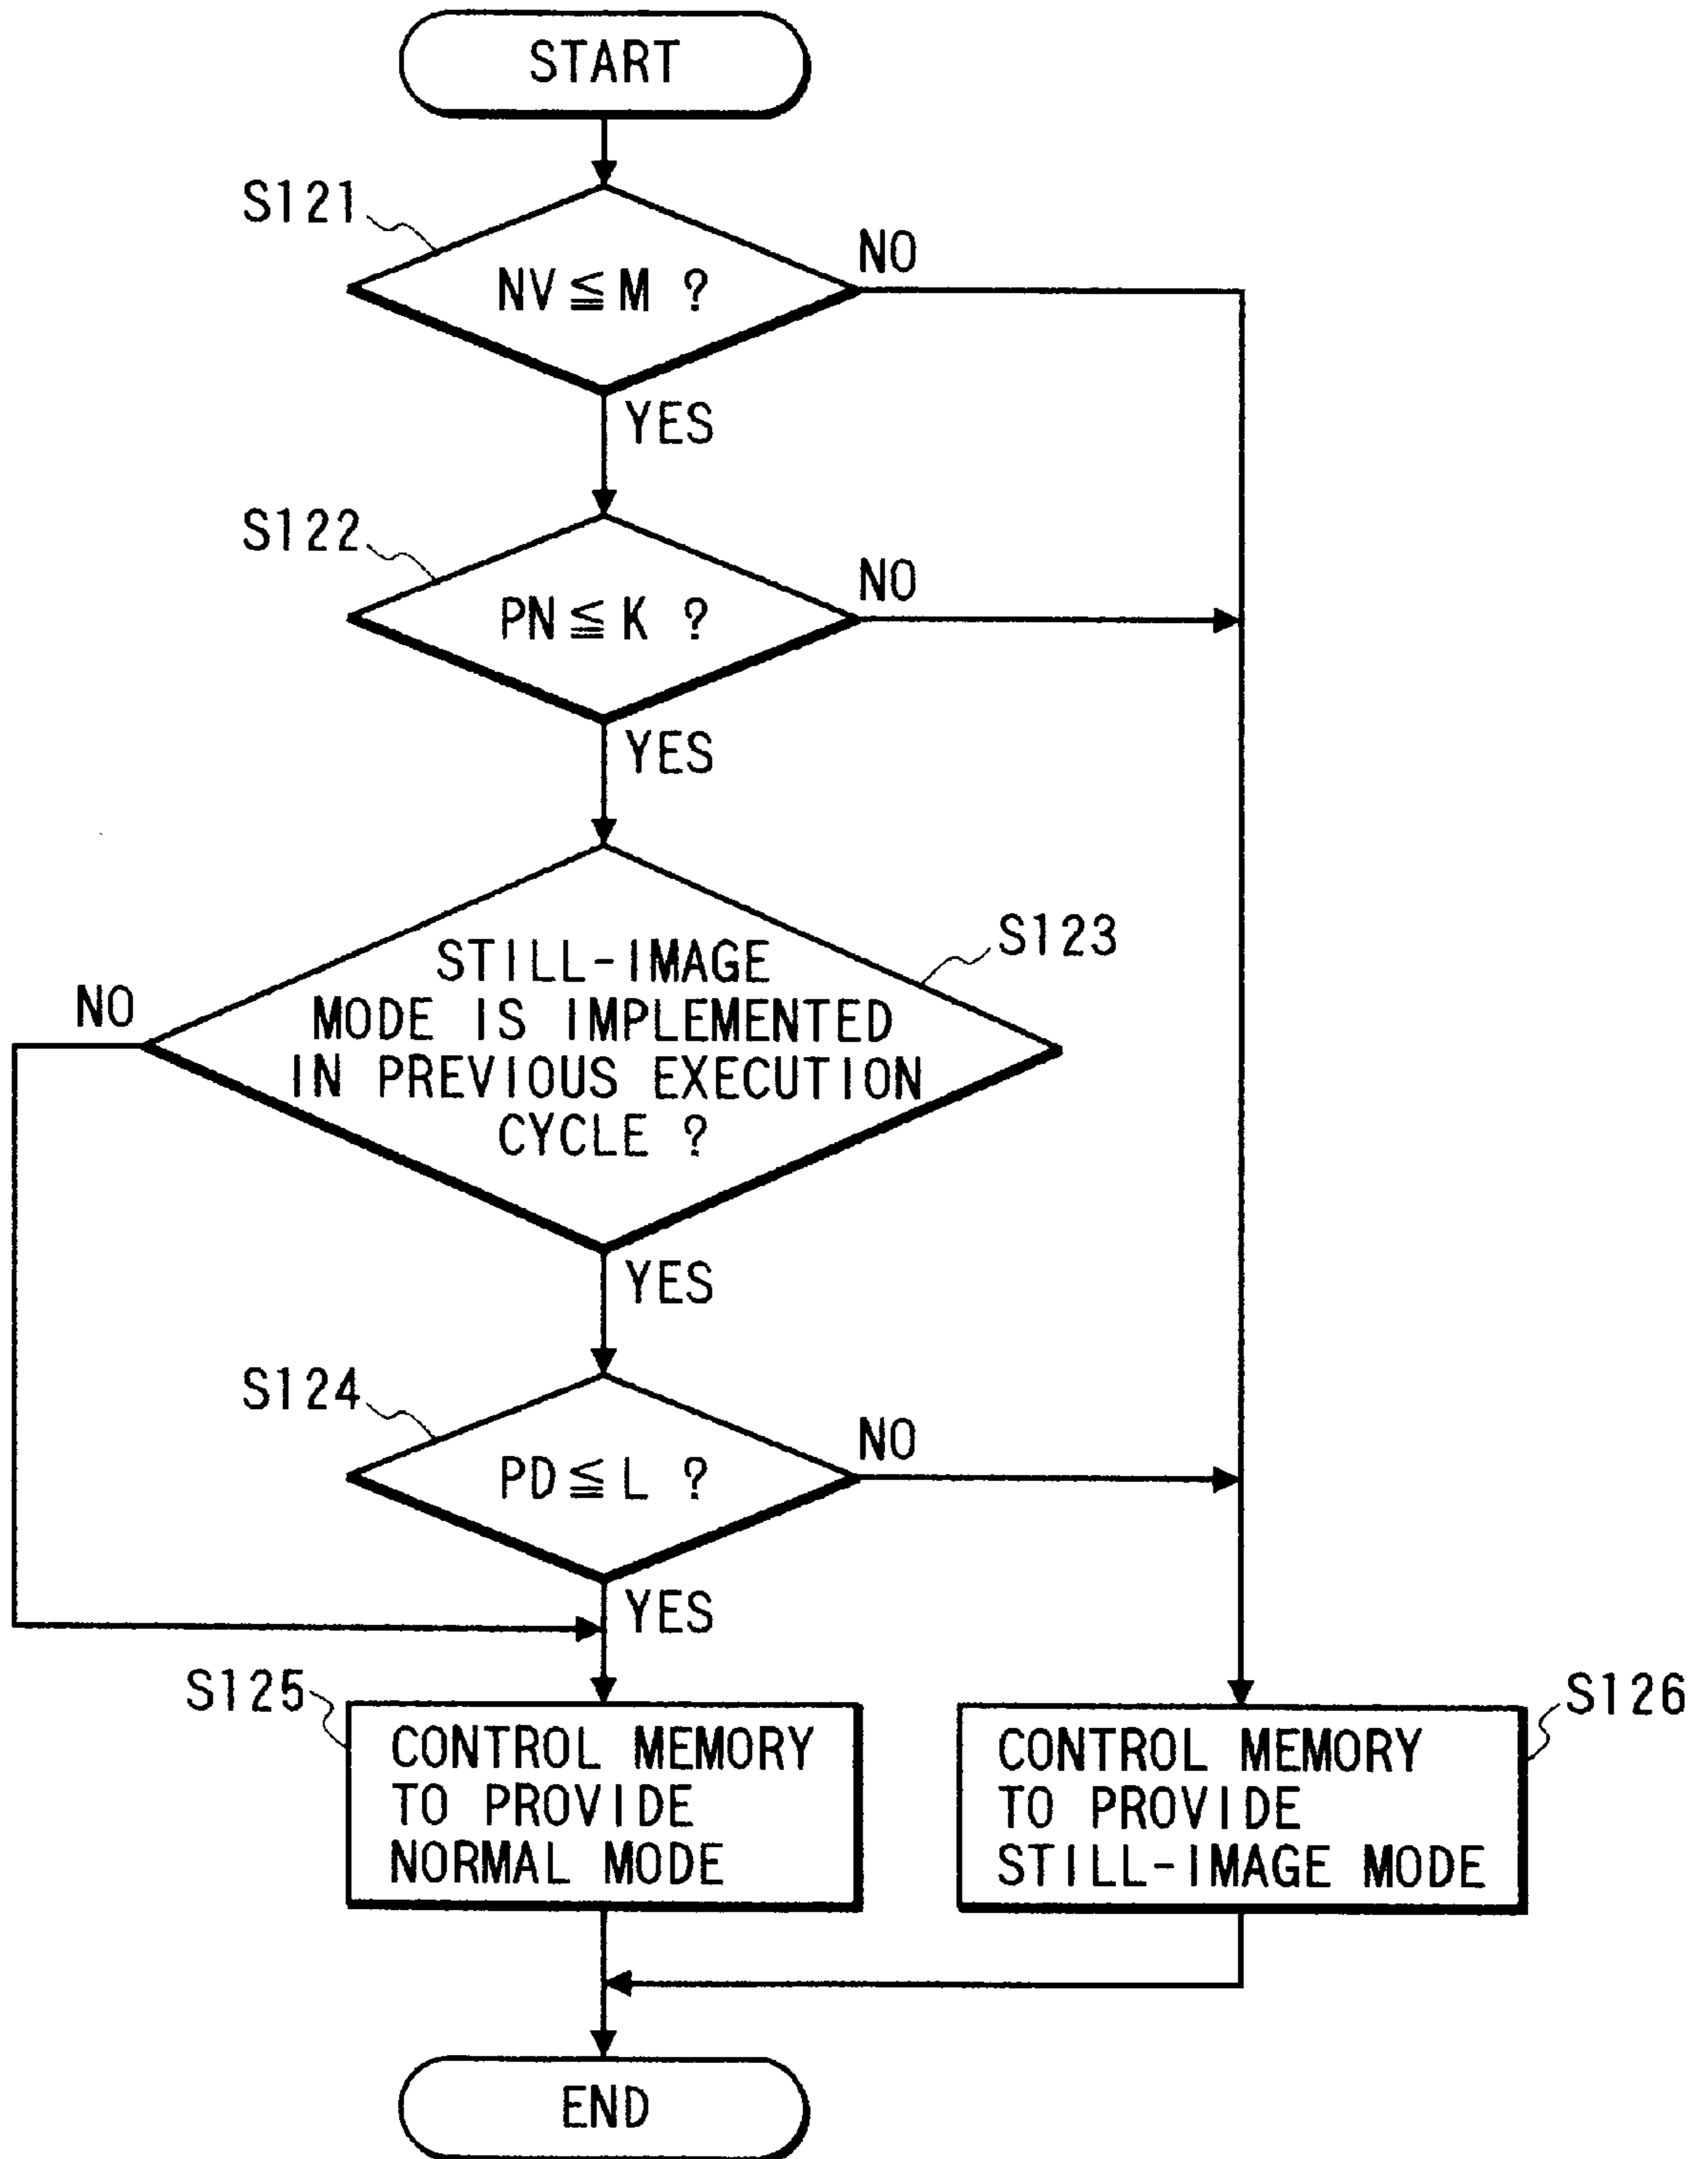 START
S121
NV ≦ M ?
NO
YES
S122
PN ≦ K ?
NO
YES
S123
STILL-IMAGE
MODE IS IMPLEMENTED
IN PREVIOUS EXECUTION
CYCLE ?
NO
YES
S124
PD ≦ L ?
NO
YES
S125
CONTROL MEMORY
TO PROVIDE
NORMAL MODE
S126
CONTROL MEMORY
TO PROVIDE
STILL-IMAGE MODE
END